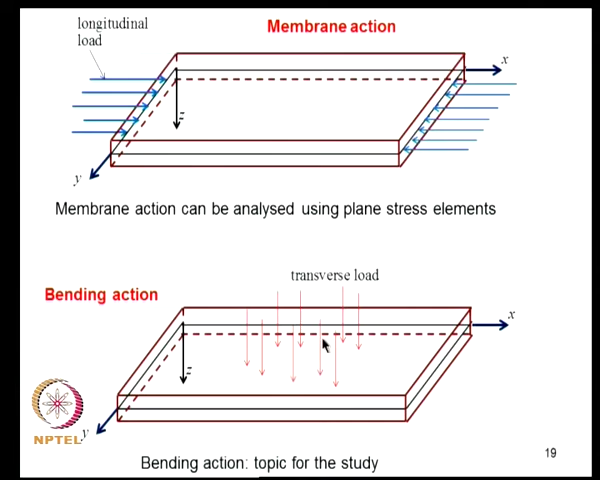 longitudinal
load
Membrane action
x
z
y
Membrane action can be analysed using plane stress elements
transverse load
Bending action
x
z
y
NPTEL
19
Bending action: topic for the study